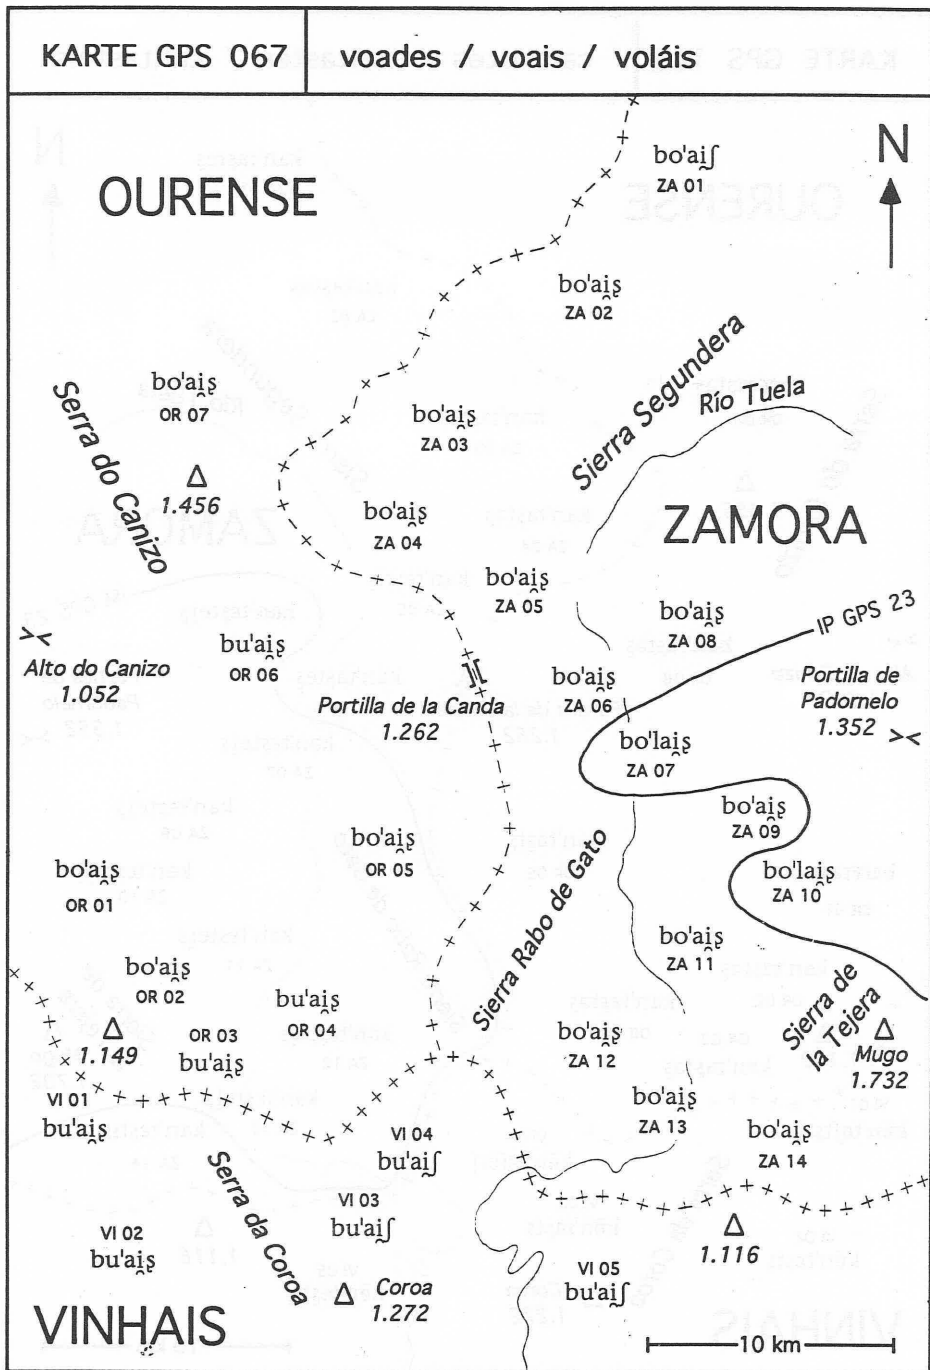 KARTE GPS 067 voades / voais / voláis
N
bo'ai̯ʃ
ZA 01
OURENSE
bo'ai̯ʂ
ZA 02
Sierra Segundera
Río Tuela
Serra do Canizo
bo'ai̯ʂ
OR 07
bo'ai̯ʂ
ZA 03
1.456
bo'ai̯ʂ
ZA 04
ZAMORA
bo'ai̯ʂ
ZA 05
bo'ai̯ʂ
ZA 08
IP GPS 23
bu'ai̯ʂ
OR 06
Alto do Canizo
1.052
Portilla de la Canda
1.262
bo'ai̯ʂ
ZA 06
Portilla de
Padornelo
1.352
bo'lai̯ʂ
ZA 07
bo'ai̯ʂ
ZA 09
bo'ai̯ʂ
OR 05
bo'ai̯ʂ
OR 01
bo'lai̯ʂ
ZA 10
Sierra Rabo de Gato
bo'ai̯ʂ
ZA 11
bo'ai̯ʂ
OR 02
bu'ai̯ʂ
OR 04
Sierra de
la Tejera
1.149
OR 03
bu'ai̯ʂ
bo'ai̯ʂ
ZA 12
Mugo
1.732
VI 01
bu'ai̯ʂ
bo'ai̯ʂ
ZA 13
VI 04
bu'ai̯ʃ
bo'ai̯ʂ
ZA 14
Serra da Coroa
VI 03
bu'ai̯ʃ
VI 02
bu'ai̯ʂ
1.116
VI 05
bu'ai̯ʃ
Coroa
1.272
VINHAIS
10 km